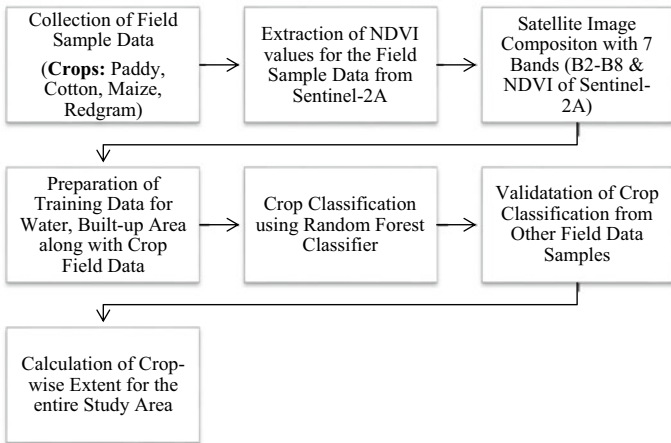 Collection of Field
Sample Data
(Crops: Paddy,
Cotton, Maize,
Redgram)
Extraction of NDVI
values for the Field
Sample Data from
Sentinel-2A
Satellite Image
Compositon with 7
Bands (B2-B8 &
NDVI of Sentinel-
2A)
Preparation of
Training Data for
Water, Built-up Area
along with Crop
Field Data
Crop Classification
using Random Forest
Classifier
Validatation of Crop
Classification from
Other Field Data
Samples
Calculation of Crop-
wise Extent for the
entire Study Area